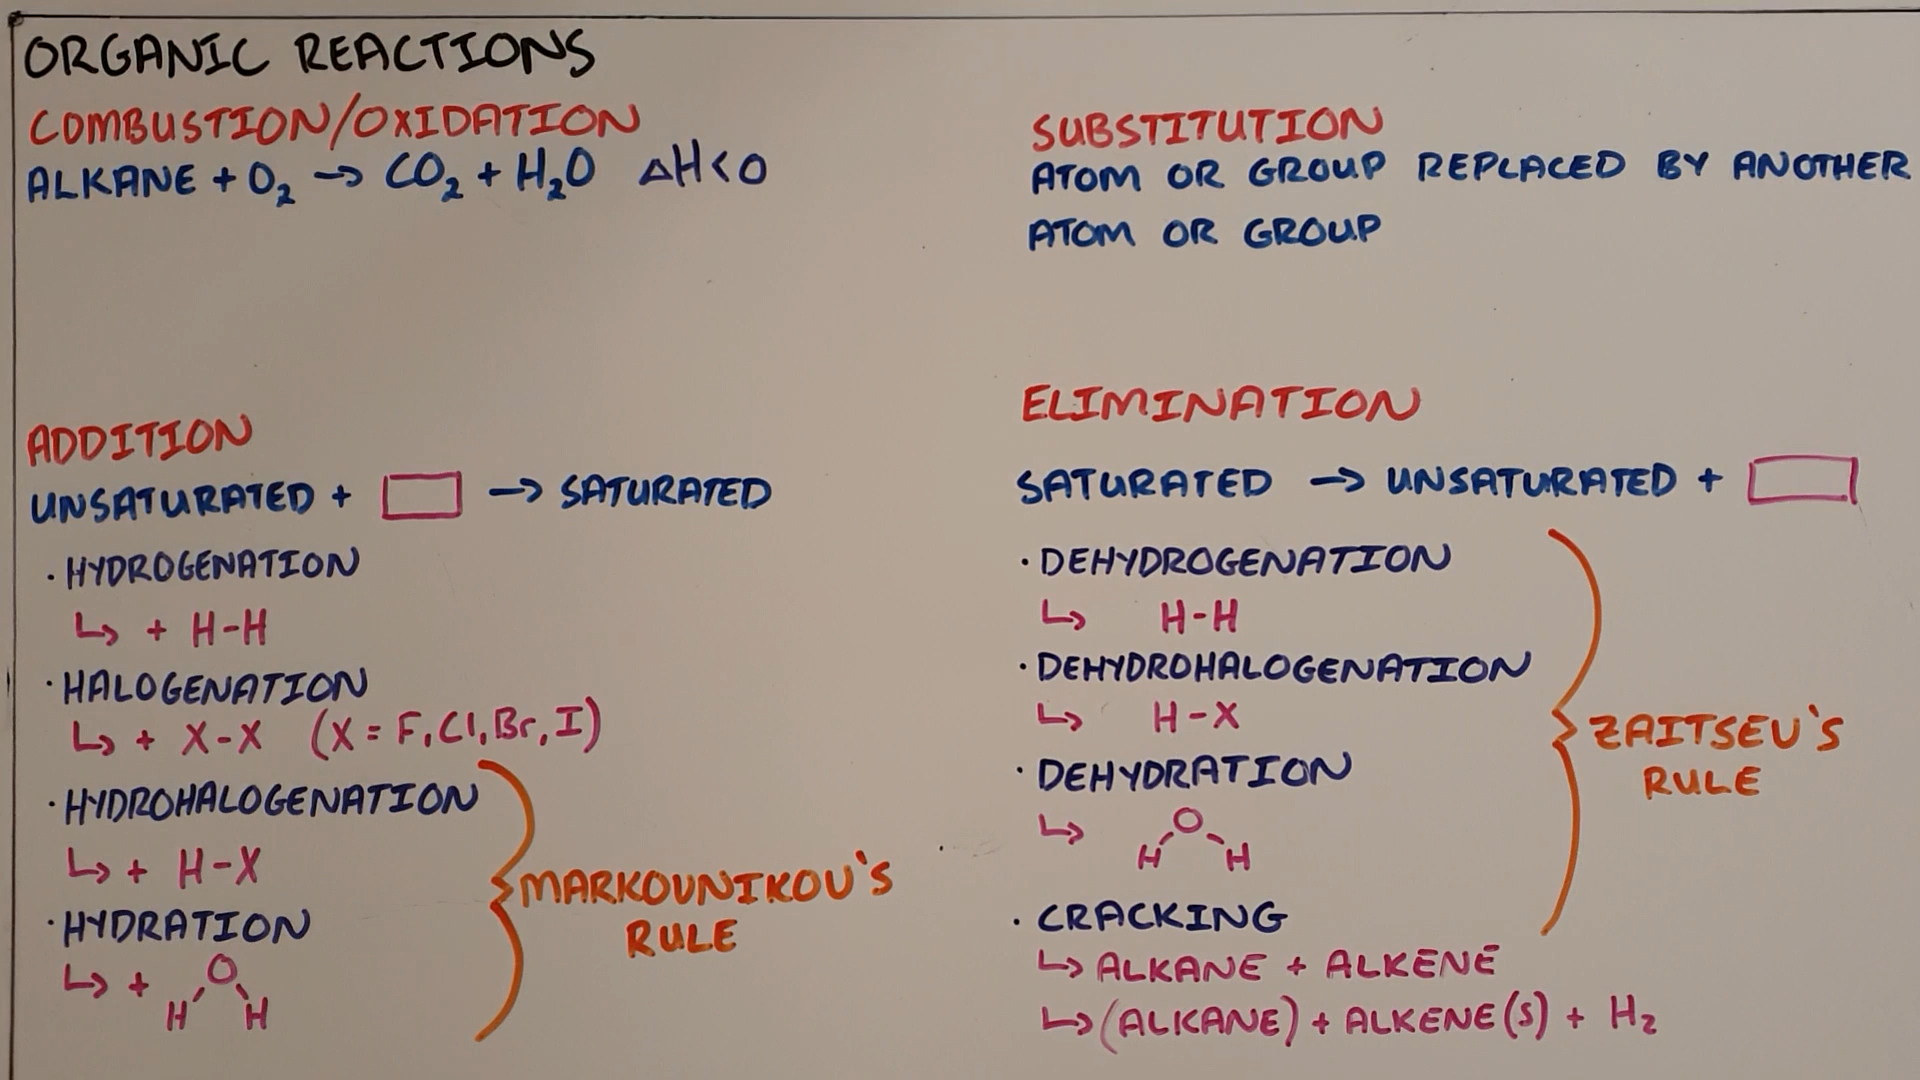 ORGANIC REACTIONS
COMBUSTION/OXIDATION
ALKANE + O₂ → CO₂ + H₂O ΔH<0
ADDITION
UNSATURATED + → SATURATED
· HYDROGENATION
↳ + H-H
· HALOGENATION
↳ + X-X (X = F, Cl, Br, I)
· HYDROHALOGENATION
↳ + H-X
· HYDRATION
↳ + H O H
MARKOVNIKOV'S
RULE
SUBSTITUTION
ATOM OR GROUP REPLACED BY ANOTHER
ATOM OR GROUP
ELIMINATION
SATURATED → UNSATURATED +
· DEHYDROGENATION
↳ H-H
· DEHYDROHALOGENATION
↳ H-X
· DEHYDRATION
↳ H O H
· CRACKING
↳ ALKANE + ALKENE
↳ (ALKANE) + ALKENE(S) + H₂
ZAITSEV'S
RULE